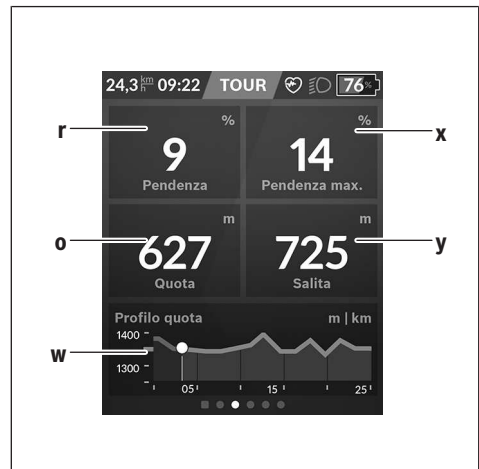 24,3 km/h 09:22 TOUR 76%
r % % x
9 14
Pendenza Pendenza max.
o m m y
627 725
Quota Salita
Profilo quota m | km
1400
w
1300
05 15 25